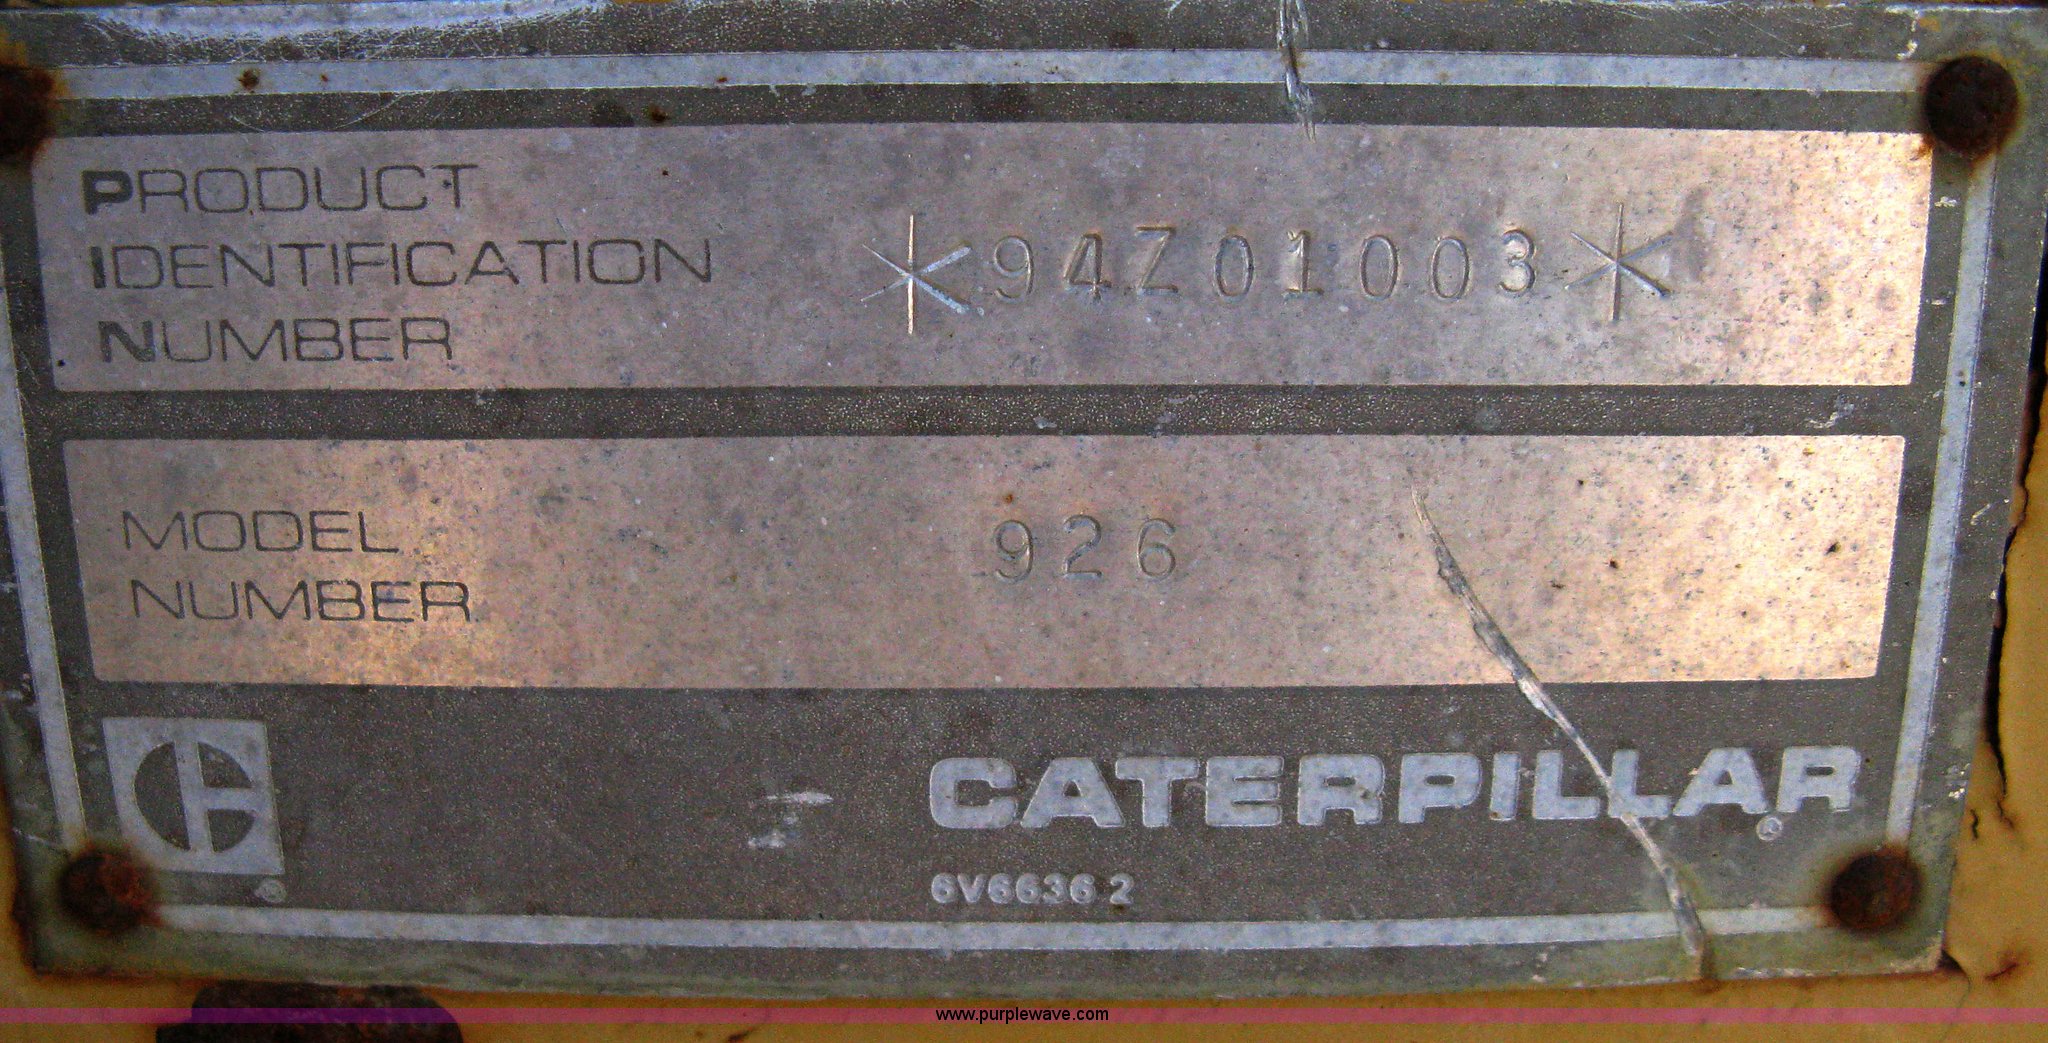 PRODUCT
IDENTIFICATION
NUMBER
*94Z01003*
MODEL
NUMBER
926
CATERPILLAR®
®
6V6636 2
www.purplewave.com